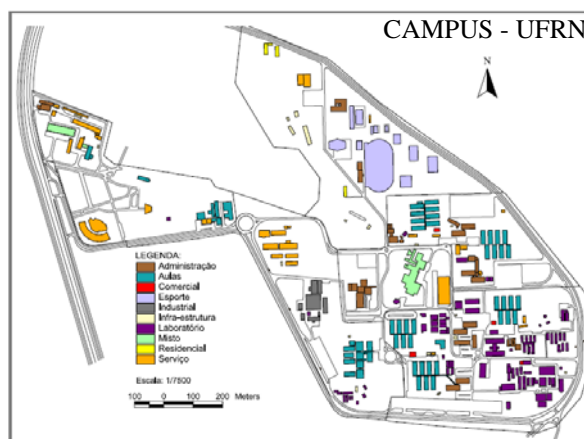 CAMPUS - UFRN
N
LEGENDA:
Administração
Aulas
Comercial
Esporte
Industrial
Infra-estrutura
Laboratório
Misto
Residencial
Serviço
Escala: 1/7500
100 0 100 200 Meters